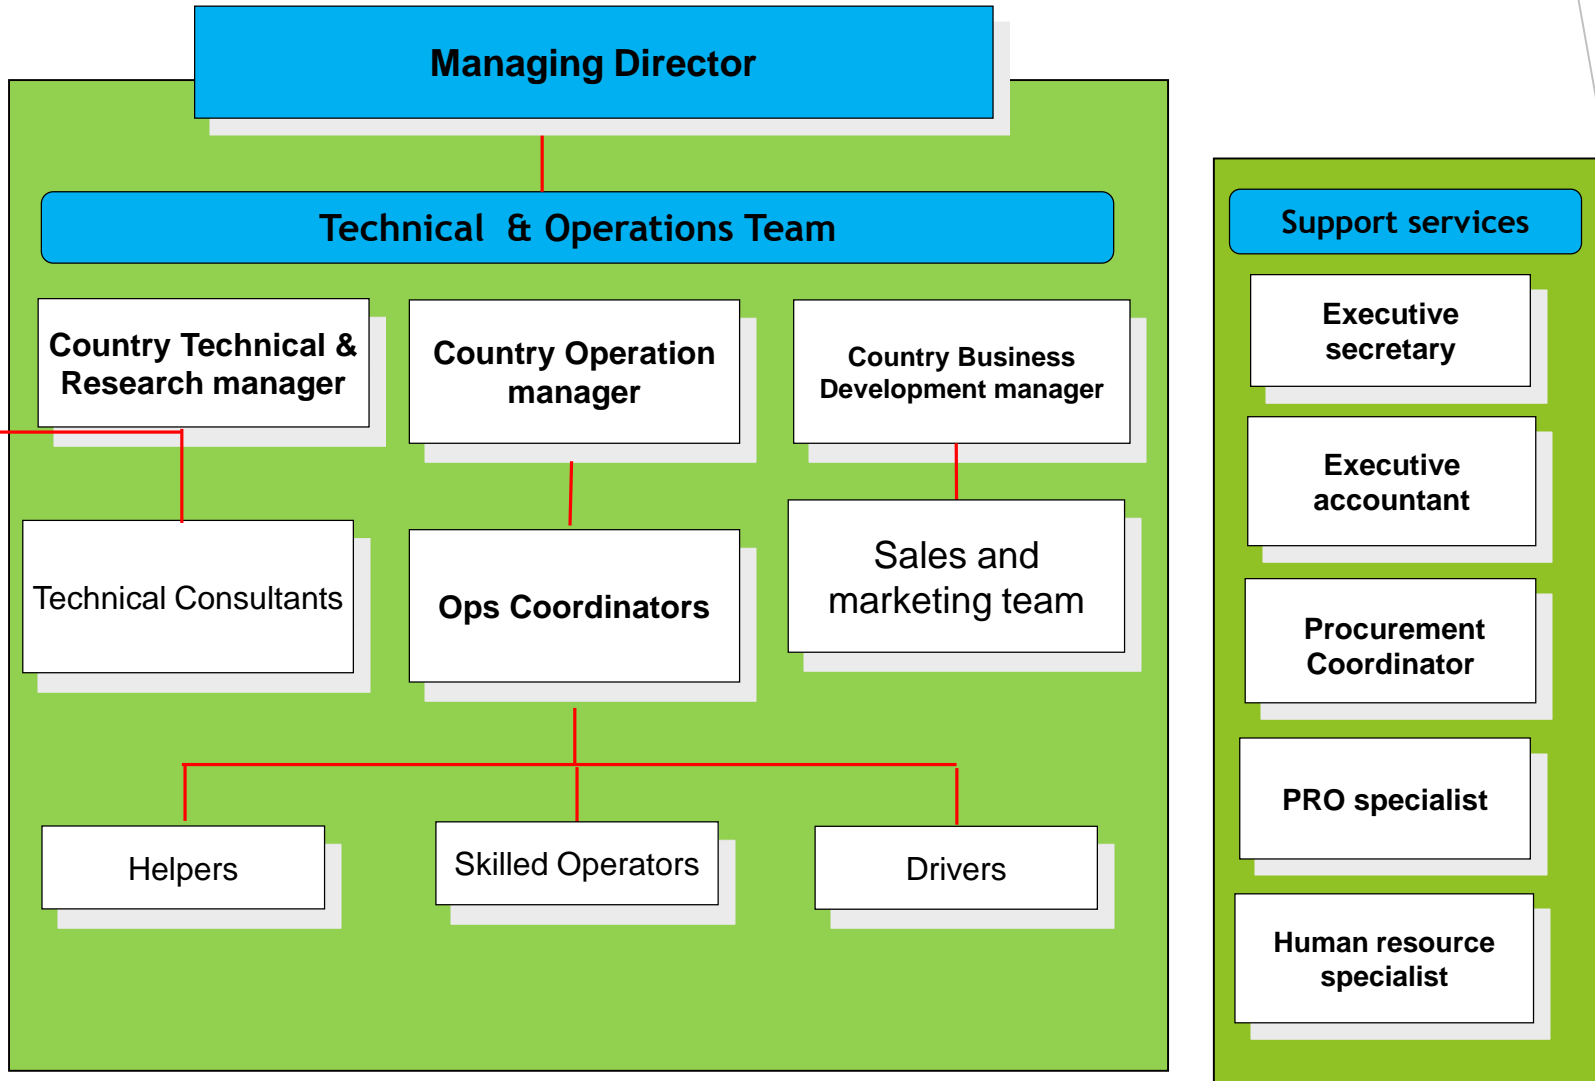 Managing Director
Technical & Operations Team
Country Technical &
Research manager
Country Operation
manager
Country Business
Development manager
Technical Consultants
Ops Coordinators
Sales and
marketing team
Helpers
Skilled Operators
Drivers
Support services
Executive
secretary
Executive
accountant
Procurement
Coordinator
PRO specialist
Human resource
specialist